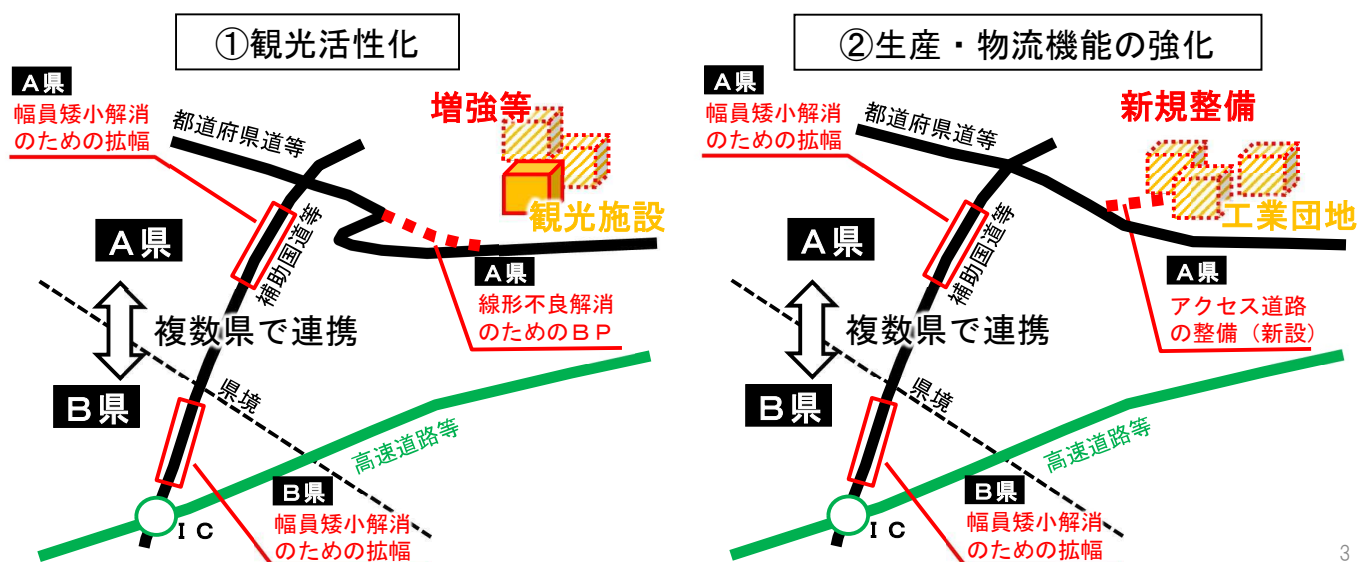 ①観光活性化
A県
幅員矮小解消
のための拡幅
都道府県道等
増強等
観光施設
A県
補助国道等
A県
線形不良解消
のためのBP
複数県で連携
B県
県境
高速道路等
B県
幅員矮小解消
のための拡幅
IC
②生産・物流機能の強化
A県
幅員矮小解消
のための拡幅
都道府県道等
新規整備
工業団地
A県
補助国道等
A県
アクセス道路
の整備（新設）
複数県で連携
B県
県境
高速道路等
B県
幅員矮小解消
のための拡幅
IC
3